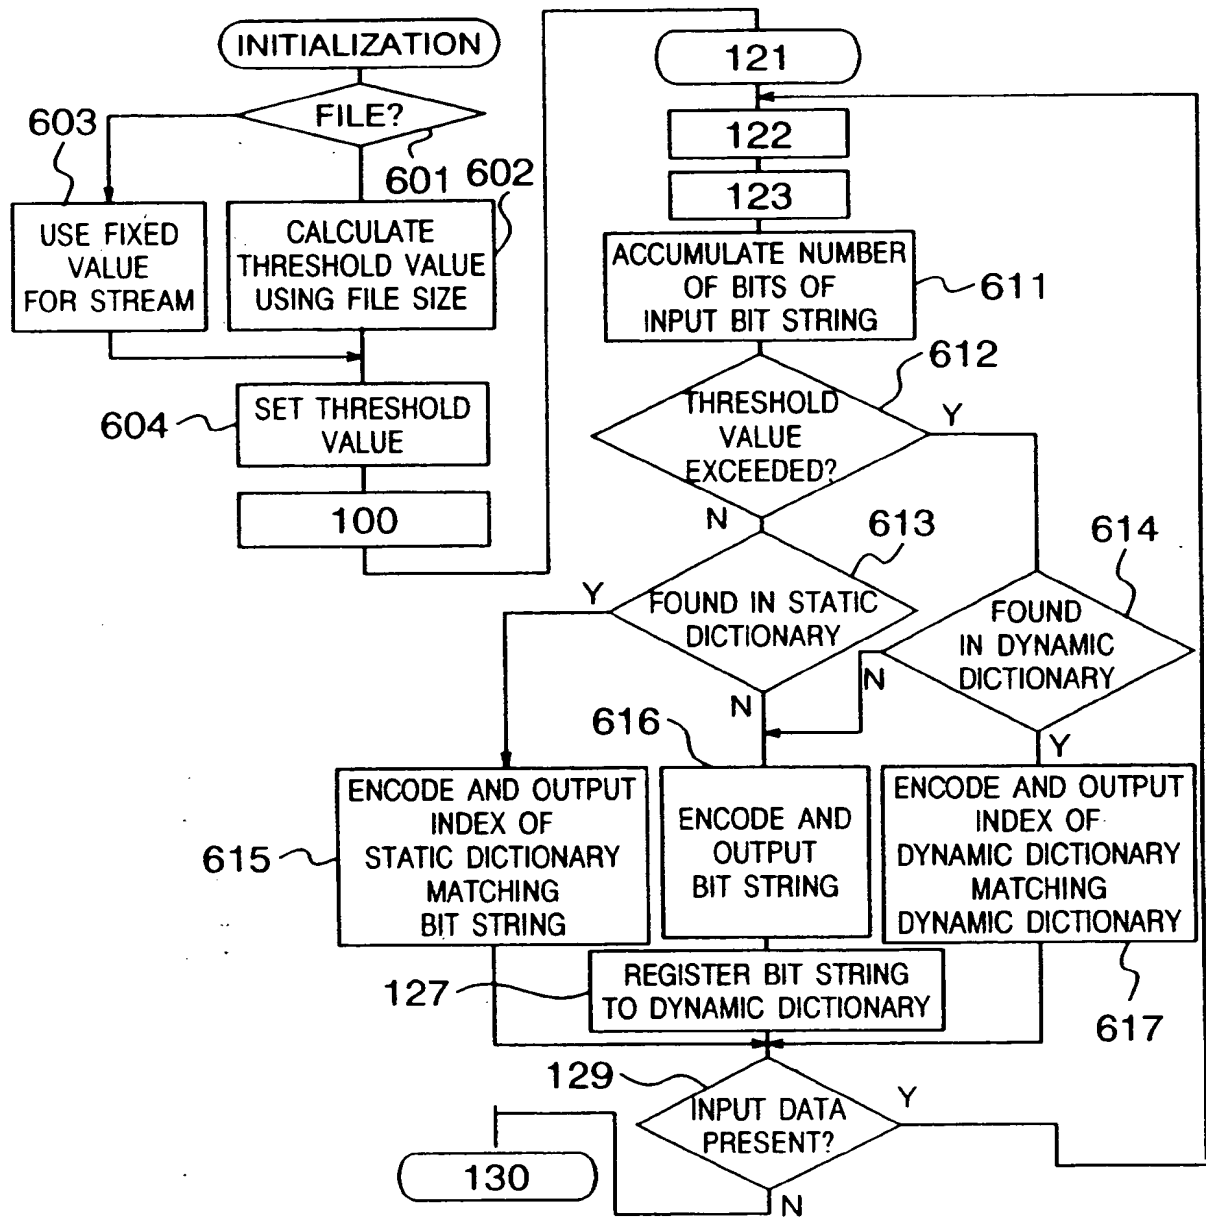 INITIALIZATION
FILE?
603
601
602
USE FIXED
VALUE
FOR STREAM
CALCULATE
THRESHOLD VALUE
USING FILE SIZE
604
SET THRESHOLD
VALUE
100
121
122
123
ACCUMULATE NUMBER
OF BITS OF
INPUT BIT STRING
611
612
THRESHOLD
VALUE
EXCEEDED?
Y
N
613
614
Y
FOUND IN STATIC
DICTIONARY
N
FOUND
IN DYNAMIC
DICTIONARY
N
Y
616
615
ENCODE AND OUTPUT
INDEX OF
STATIC DICTIONARY
MATCHING
BIT STRING
ENCODE AND
OUTPUT
BIT STRING
ENCODE AND OUTPUT
INDEX OF
DYNAMIC DICTIONARY
MATCHING
DYNAMIC DICTIONARY
617
127
REGISTER BIT STRING
TO DYNAMIC DICTIONARY
129
INPUT DATA
PRESENT?
Y
N
130